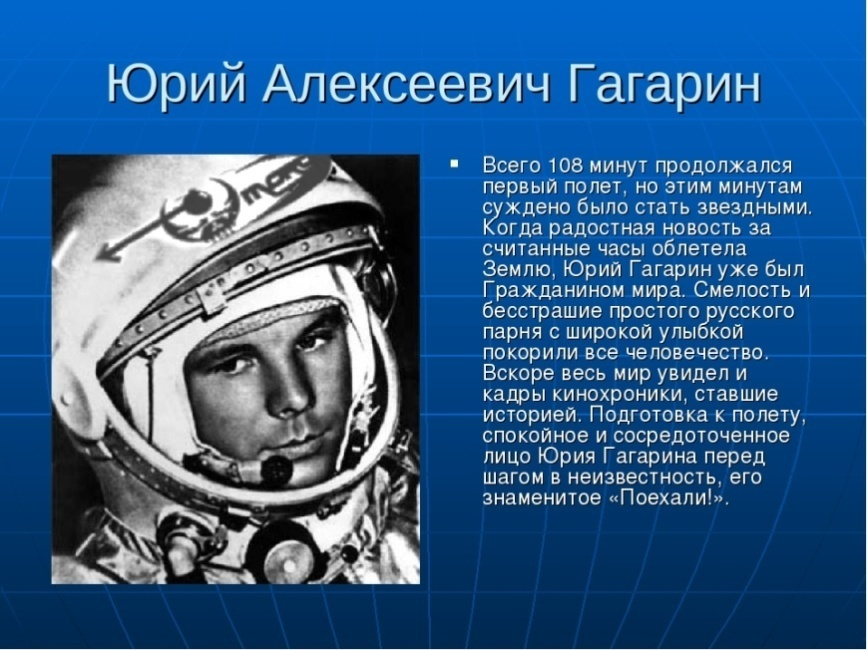 Юрий Алексеевич Гагарин
Всего 108 минут продолжался
первый полет, но этим минутам
суждено было стать звездными.
Когда радостная новость за
считанные часы облетела
Землю, Юрий Гагарин уже был
Гражданином мира. Смелость и
бесстрашие простого русского
парня с широкой улыбкой
покорили все человечество.
Вскоре весь мир увидел и
кадры кинохроники, ставшие
историей. Подготовка к полету,
спокойное и сосредоточенное
лицо Юрия Гагарина перед
шагом в неизвестность, его
знаменитое «Поехали!».